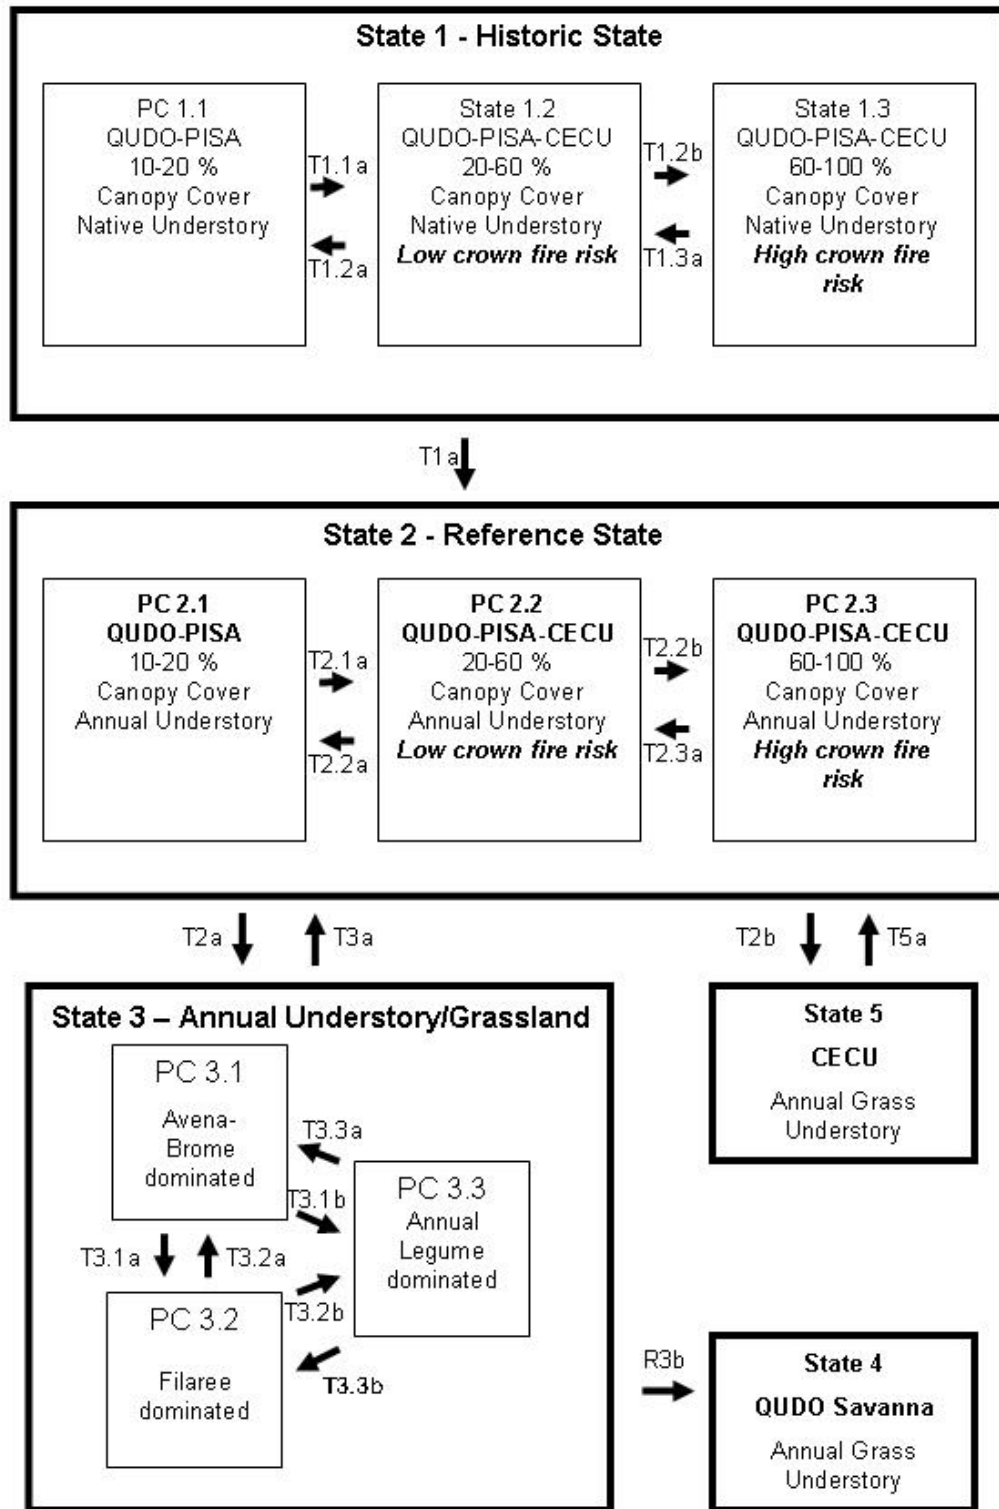 State 1 - Historic State
PC 1.1
QUDO-PISA
10-20 %
Canopy Cover
Native Understory
T1.1a
T1.2a
State 1.2
QUDO-PISA-CECU
20-60 %
Canopy Cover
Native Understory
Low crown fire risk
T1.2b
T1.3a
State 1.3
QUDO-PISA-CECU
60-100 %
Canopy Cover
Native Understory
High crown fire
risk
T1a
State 2 - Reference State
PC 2.1
QUDO-PISA
10-20 %
Canopy Cover
Annual Understory
T2.1a
T2.2a
PC 2.2
QUDO-PISA-CECU
20-60 %
Canopy Cover
Annual Understory
Low crown fire risk
T2.2b
T2.3a
PC 2.3
QUDO-PISA-CECU
60-100 %
Canopy Cover
Annual Understory
High crown fire
risk
T2a
T3a
T2b
T5a
State 3 – Annual Understory/Grassland
PC 3.1
Avena-
Brome
dominated
T3.3a
T3.1b
PC 3.3
Annual
Legume
dominated
T3.1a
T3.2a
T3.2b
T3.3b
PC 3.2
Filaree
dominated
State 5
CECU
Annual Grass
Understory
R3b
State 4
QUDO Savanna
Annual Grass
Understory